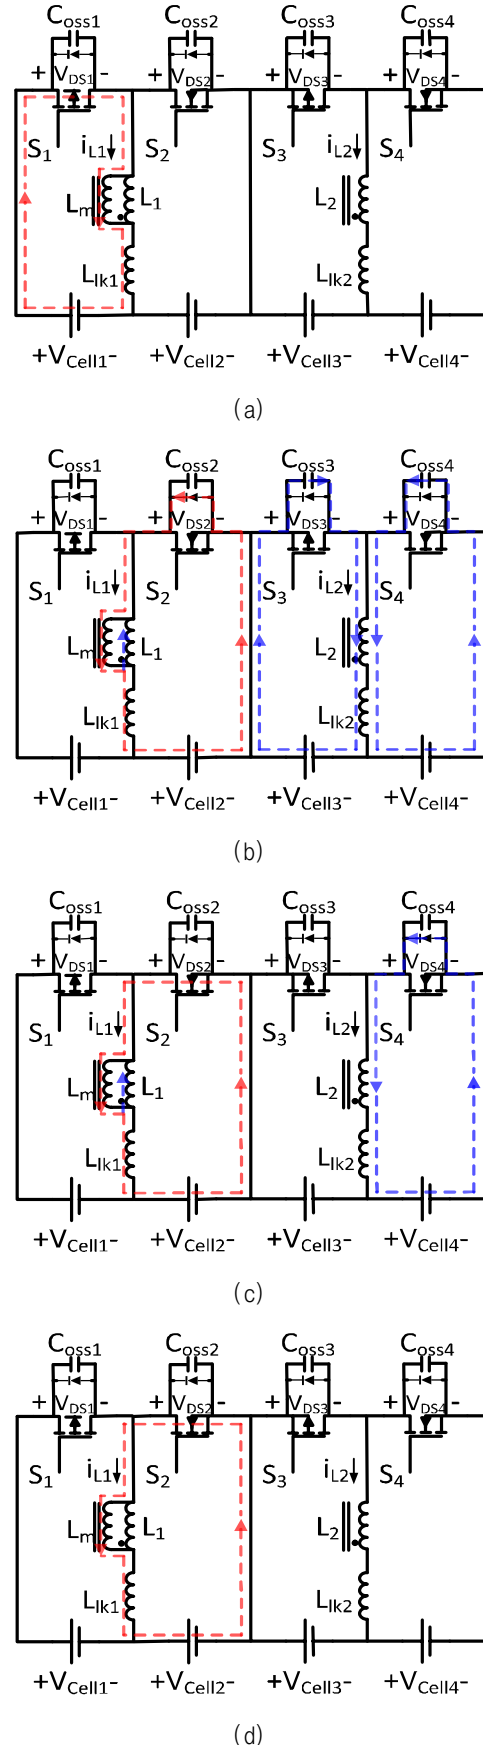 Coss1 Coss2 Coss3 Coss4
+ VDS1 - + VDS2 - + VDS3 - + VDS4 -
S1 iL1 S2 S3 iL2 S4
Lm L1 L2
Llk1 Llk2
+VCell1- +VCell2- +VCell3- +VCell4-
(a)
Coss1 Coss2 Coss3 Coss4
+ VDS1 - + VDS2 - + VDS3 - + VDS4 -
S1 iL1 S2 S3 iL2 S4
Lm L1 L2
Llk1 Llk2
+VCell1- +VCell2- +VCell3- +VCell4-
(b)
Coss1 Coss2 Coss3 Coss4
+ VDS1 - + VDS2 - + VDS3 - + VDS4 -
S1 iL1 S2 S3 iL2 S4
Lm L1 L2
Llk1 Llk2
+VCell1- +VCell2- +VCell3- +VCell4-
(c)
Coss1 Coss2 Coss3 Coss4
+ VDS1 - + VDS2 - + VDS3 - + VDS4 -
S1 iL1 S2 S3 iL2 S4
Lm L1 L2
Llk1 Llk2
+VCell1- +VCell2- +VCell3- +VCell4-
(d)